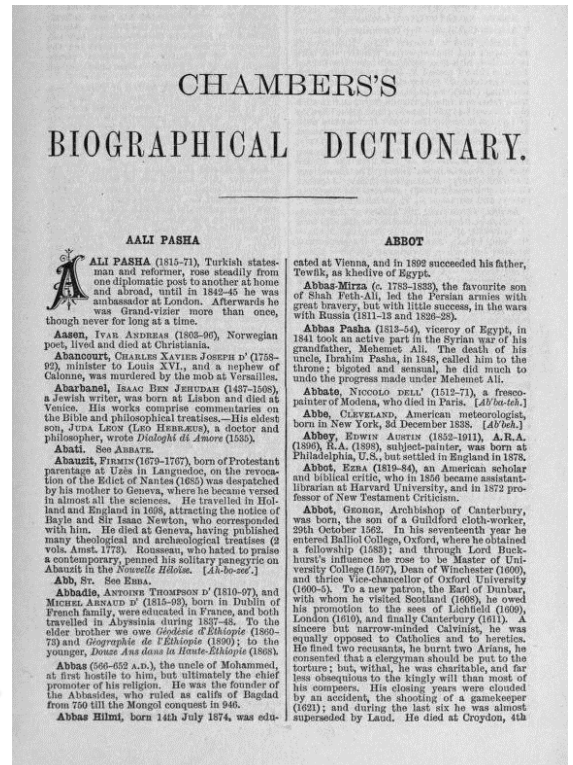 CHAMBERS'S
BIOGRAPHICAL DICTIONARY.
AALI PASHA
AALI PASHA (1815-71), Turkish states-
man and reformer, rose steadily from
one diplomatic post to another at home
and abroad, until in 1842-45 he was
ambassador at London. Afterwards he
was Grand-vizier more than once,
though never for long at a time.
Aasen, IVAR ANDREAS (1803-96), Norwegian
poet, lived and died at Christiania.
Abancourt, CHARLES XAVIER JOSEPH D' (1758-
92), minister to Louis XVI., and a nephew of
Calonne, was murdered by the mob at Versailles.
Abarbanel, ISAAC BEN JEHUDAH (1437-1508),
a Jewish writer, was born at Lisbon and died at
Venice. His works comprise commentaries on
the Bible and philosophical treatises.—His eldest
son, JUDA LEON (LEO HEBRÆUS), a doctor and
philosopher, wrote Dialoghi di Amore (1535).
Abati. See ABBATE.
Abauzit, FIRMIN (1679-1767), born of Protestant
parentage at Uzès in Languedoc, on the revoca-
tion of the Edict of Nantes (1685) was despatched
by his mother to Geneva, where he became versed
in almost all the sciences. He travelled in Hol-
land and England in 1698, attracting the notice of
Bayle and Sir Isaac Newton, who corresponded
with him. He died at Geneva, having published
many theological and archæological treatises (2
vols. Amst. 1773). Rousseau, who hated to praise
a contemporary, penned his solitary panegyric on
Abauzit in the Nouvelle Héloïse. [Ah-bo-zee'.]
Abb, ST. See EBBA.
Abbadie, ANTOINE THOMPSON D' (1810-97), and
MICHEL ARNAUD D' (1815-93), born in Dublin of
French family, were educated in France, and both
travelled in Abyssinia during 1837-48. To the
elder brother we owe Géodésie d'Éthiopie (1860-
73) and Géographie de l'Éthiopie (1890); to the
younger, Douze Ans dans la Haute-Éthiopie (1868).
Abbas (566-652 A.D.), the uncle of Mohammed,
at first hostile to him, but ultimately the chief
promoter of his religion. He was the founder of
the Abbasides, who ruled as califs of Bagdad
from 750 till the Mongol conquest in 946.
Abbas Hilmi, born 14th July 1874, was edu-
ABBOT
cated at Vienna, and in 1892 succeeded his father,
Tewfik, as khedive of Egypt.
Abbas-Mirza (c. 1783-1833), the favourite son
of Shah Feth-Ali, led the Persian armies with
great bravery, but with little success, in the wars
with Russia (1811-13 and 1826-28).
Abbas Pasha (1813-54), viceroy of Egypt, in
1841 took an active part in the Syrian war of his
grandfather, Mehemet Ali. The death of his
uncle, Ibrahim Pasha, in 1848, called him to the
throne; bigoted and sensual, he did much to
undo the progress made under Mehemet Ali.
Abbate, NICCOLO DELL' (1512-71), a fresco-
painter of Modena, who died in Paris. [Ab'ba-teh.]
Abbe, CLEVELAND, American meteorologist,
born in New York, 3d December 1838. [Ab'beh.]
Abbey, EDWIN AUSTIN (1852-1911), A.R.A.
(1896), R.A. (1898), subject-painter, was born at
Philadelphia, U.S., but settled in England in 1878.
Abbot, EZRA (1819-84), an American scholar
and biblical critic, who in 1856 became assistant-
librarian at Harvard University, and in 1872 pro-
fessor of New Testament Criticism.
Abbot, GEORGE, Archbishop of Canterbury,
was born, the son of a Guildford cloth-worker,
29th October 1562. In his seventeenth year he
entered Balliol College, Oxford, where he obtained
a fellowship (1583); and through Lord Buck-
hurst's influence he rose to be Master of Uni-
versity College (1597), Dean of Winchester (1600),
and thrice Vice-chancellor of Oxford University
(1600-5). To a new patron, the Earl of Dunbar,
with whom he visited Scotland (1608), he owed
his promotion to the sees of Lichfield (1609),
London (1610), and finally Canterbury (1611). A
sincere but narrow-minded Calvinist, he was
equally opposed to Catholics and to heretics.
He fined two recusants, he burnt two Arians, he
consented that a clergyman should be put to the
torture; but, withal, he was charitable, and far
less obsequious to the kingly will than most of
his compeers. His closing years were clouded
by an accident, the shooting of a gamekeeper
(1621); and during the last six he was almost
superseded by Laud. He died at Croydon, 4th